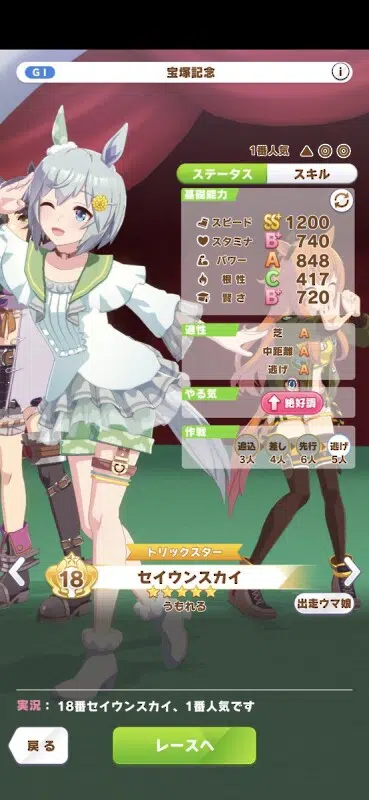 GⅠ 宝塚記念 i
1番人気 ▲ ◎ ◎
ステータス スキル
基礎能力
スピード SS 1200
スタミナ B+ 740
パワー A 848
根性 C 417
賢さ B+ 720
適性
芝 A
中距離 A
逃げ A
やる気 絶好調
作戦
追込 差し 先行 逃げ
3人 4人 6人 5人
トリックスター
18 セイウンスカイ
うもれる
出走ウマ娘
実況: 18番セイウンスカイ、1番人気です
戻る レースへ